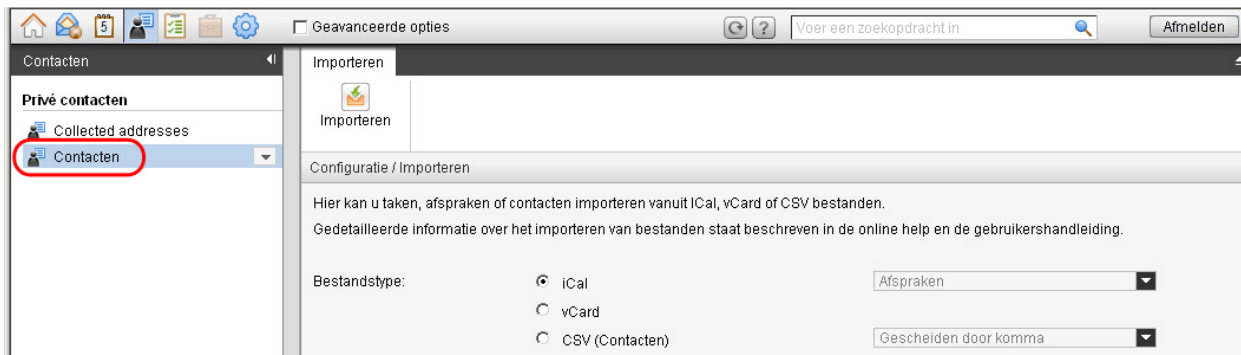 5 Geavanceerde opties ? Voer een zoekopdracht in Afmelden
Contacten
Importeren
Privé contacten
Collected addresses
Contacten
Importeren
Configuratie / Importeren
Hier kan u taken, afspraken of contacten importeren vanuit ICal, vCard of CSV bestanden.
Gedetailleerde informatie over het importeren van bestanden staat beschreven in de online help en de gebruikershandleiding.
Bestandstype: iCal Afspraken
vCard
CSV (Contacten) Gescheiden door komma